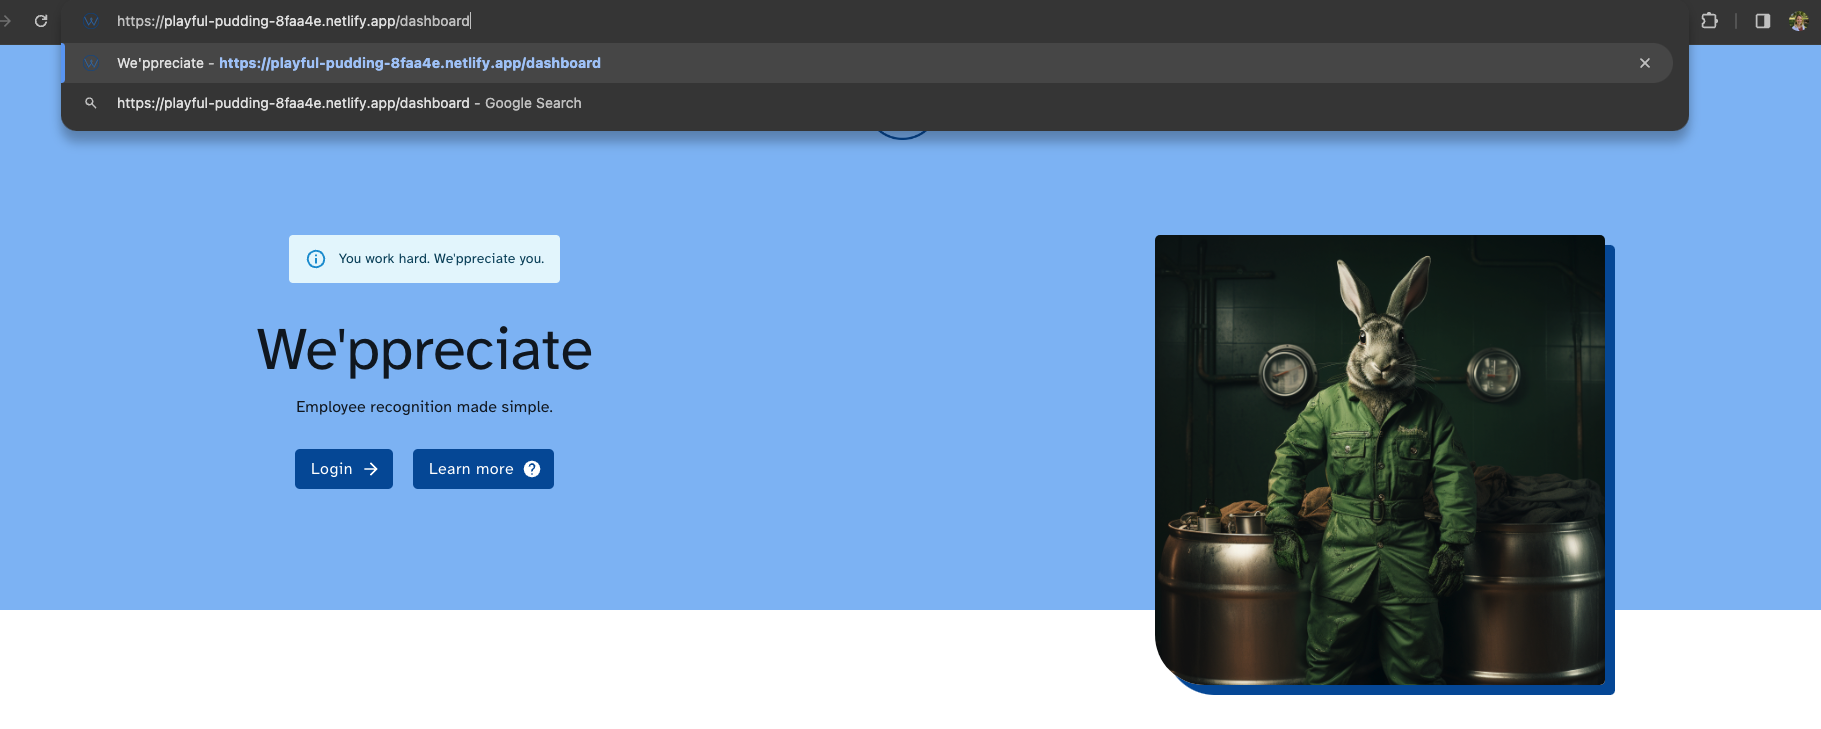 https://playful-pudding-8faa4e.netlify.app/dashboard
We'ppreciate - https://playful-pudding-8faa4e.netlify.app/dashboard
https://playful-pudding-8faa4e.netlify.app/dashboard - Google Search
You work hard. We'ppreciate you.
We'ppreciate
Employee recognition made simple.
Login
Learn more